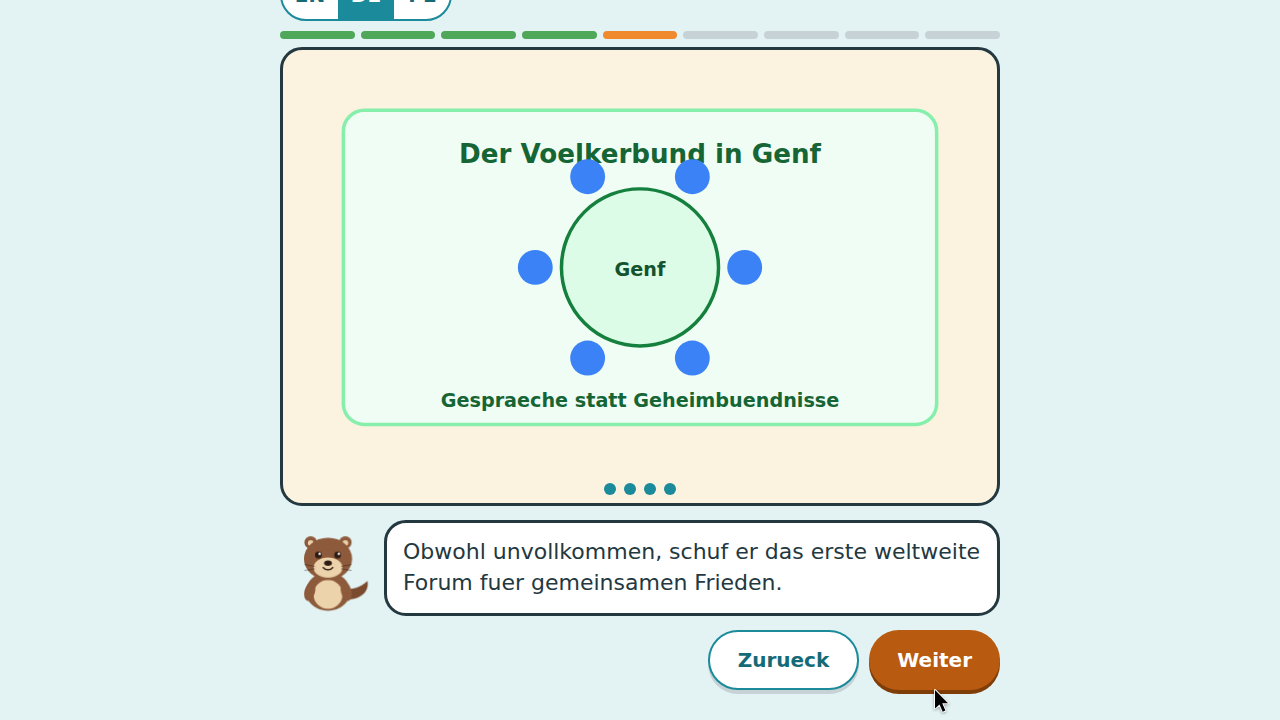 Der Voelkerbund in Genf
Genf
Gespraeche statt Geheimbuendnisse
Obwohl unvollkommen, schuf er das erste weltweite
Forum fuer gemeinsamen Frieden.
Zurueck
Weiter